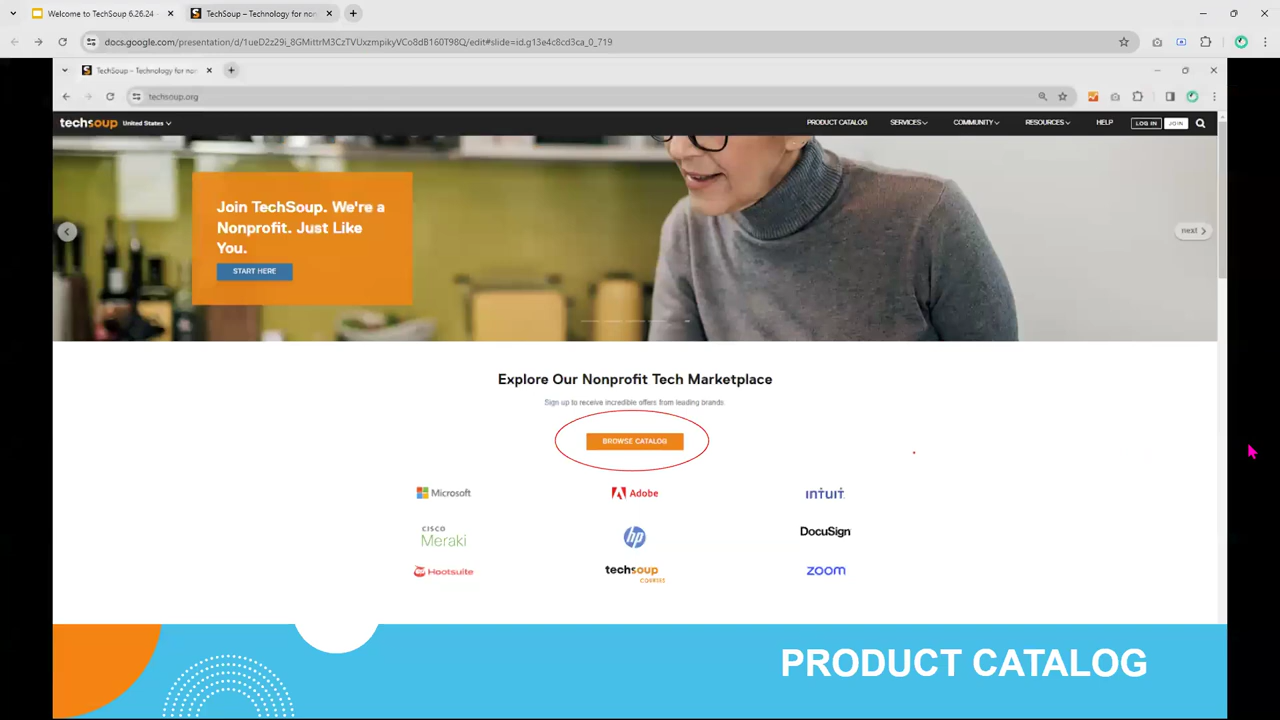 Welcome to TechSoup 6.26.24 -
TechSoup – Technology for non
docs.google.com/presentation/d/1ueD2z29i_8GMittrM3CzTVUxzmpikyVCo8dB160T98Q/edit#slide=id.g13e4c8cd3ca_0_719
TechSoup – Technology for non
techsoup.org
techsoup United States
PRODUCT CATALOG SERVICES COMMUNITY RESOURCES HELP LOG IN JOIN
Join TechSoup. We're a
Nonprofit. Just Like
You.
START HERE
next
Explore Our Nonprofit Tech Marketplace
Sign up to receive incredible offers from leading brands.
BROWSE CATALOG
Microsoft Adobe intuit
CISCO Meraki hp DocuSign
Hootsuite techsoup COURSES zoom
PRODUCT CATALOG